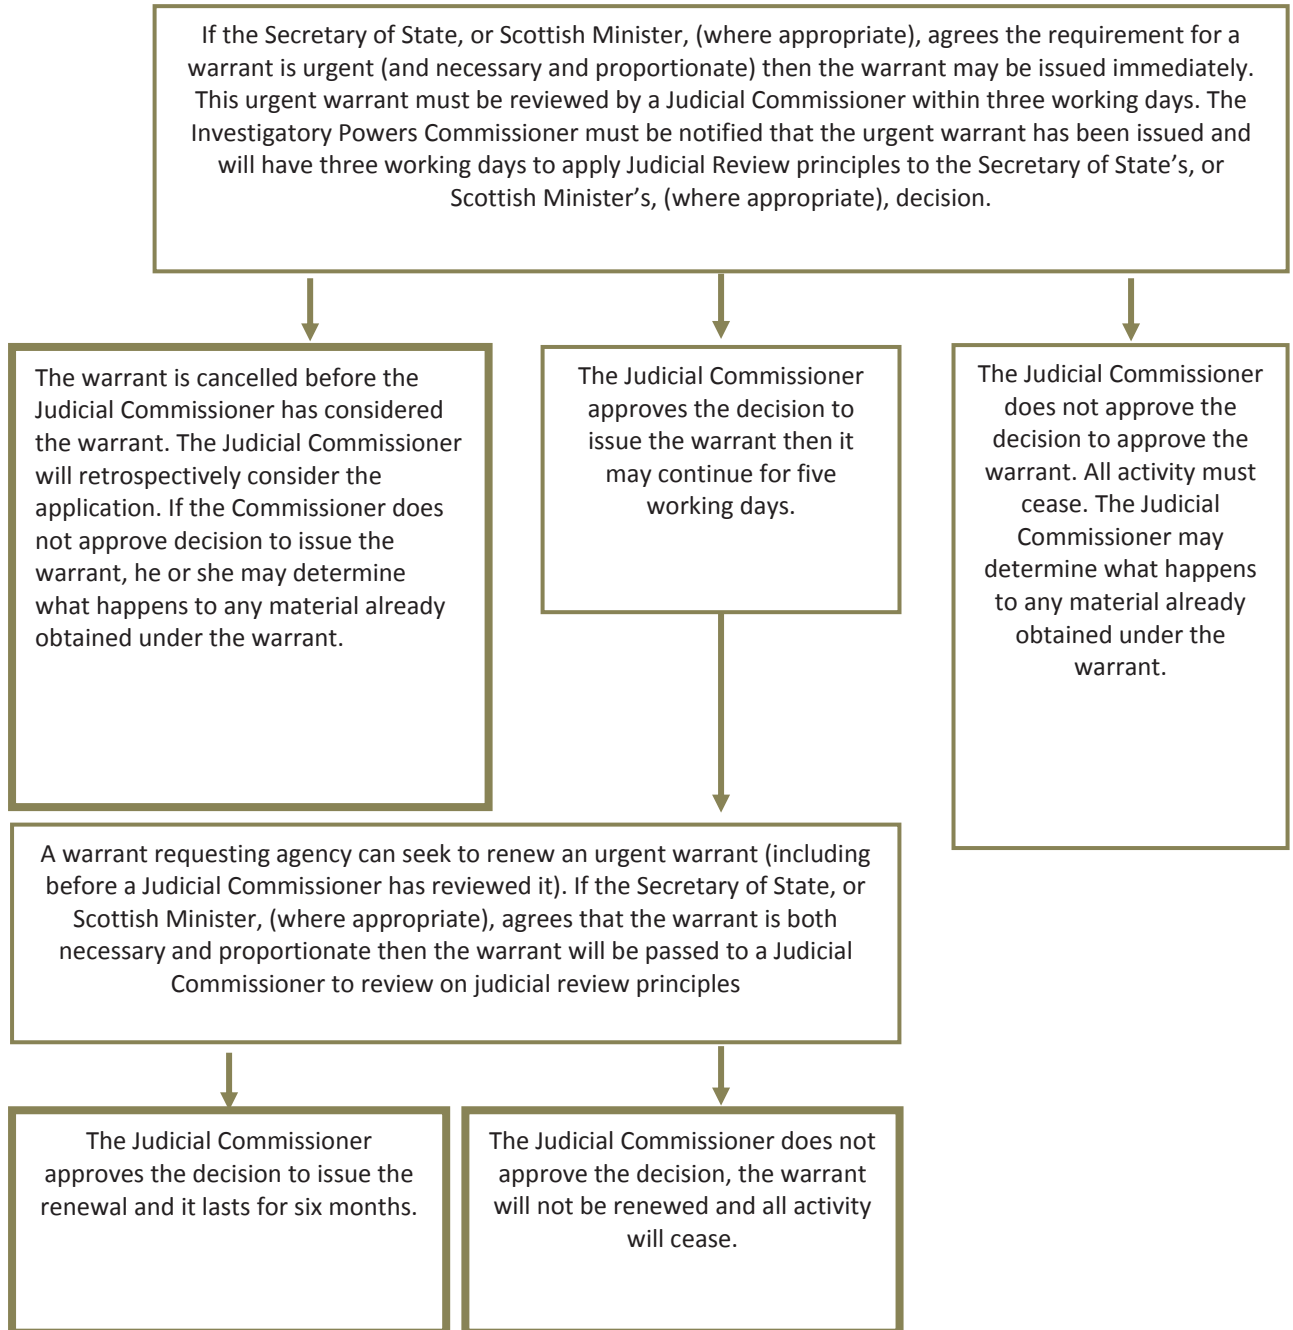 If the Secretary of State, or Scottish Minister, (where appropriate), agrees the requirement for a
warrant is urgent (and necessary and proportionate) then the warrant may be issued immediately.
This urgent warrant must be reviewed by a Judicial Commissioner within three working days. The
Investigatory Powers Commissioner must be notified that the urgent warrant has been issued and
will have three working days to apply Judicial Review principles to the Secretary of State’s, or
Scottish Minister’s, (where appropriate), decision.
The warrant is cancelled before the
Judicial Commissioner has considered
the warrant. The Judicial Commissioner
will retrospectively consider the
application. If the Commissioner does
not approve decision to issue the
warrant, he or she may determine
what happens to any material already
obtained under the warrant.
The Judicial Commissioner
approves the decision to
issue the warrant then it
may continue for five
working days.
The Judicial Commissioner
does not approve the
decision to approve the
warrant. All activity must
cease. The Judicial
Commissioner may
determine what happens
to any material already
obtained under the
warrant.
A warrant requesting agency can seek to renew an urgent warrant (including
before a Judicial Commissioner has reviewed it). If the Secretary of State, or
Scottish Minister, (where appropriate), agrees that the warrant is both
necessary and proportionate then the warrant will be passed to a Judicial
Commissioner to review on judicial review principles
The Judicial Commissioner
approves the decision to issue the
renewal and it lasts for six months.
The Judicial Commissioner does not
approve the decision, the warrant
will not be renewed and all activity
will cease.